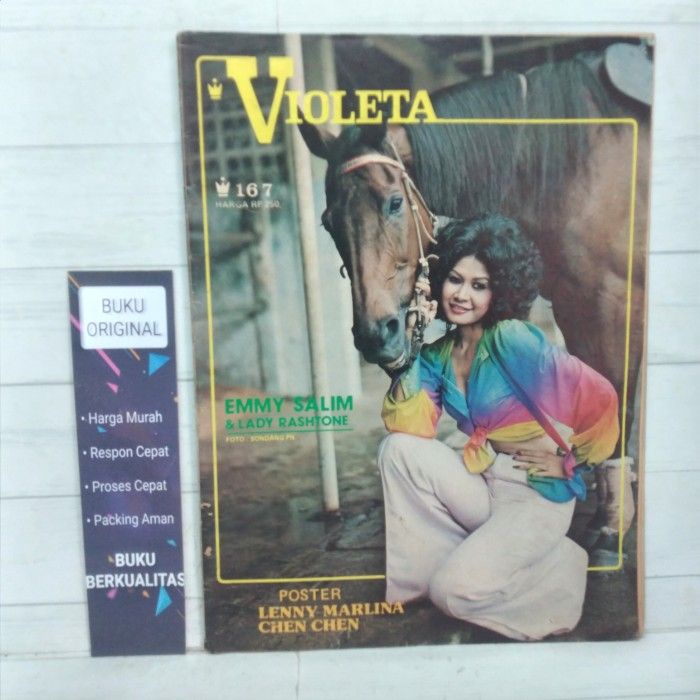 VIOLETA
167
HARGA RP 250,
EMMY SALIM
& LADY RASHTONE
FOTO : SONDANG PN.
POSTER
LENNY MARLINA
CHEN CHEN
BUKU
ORIGINAL
• Harga Murah
• Respon Cepat
• Proses Cepat
• Packing Aman
BUKU
BERKUALITAS